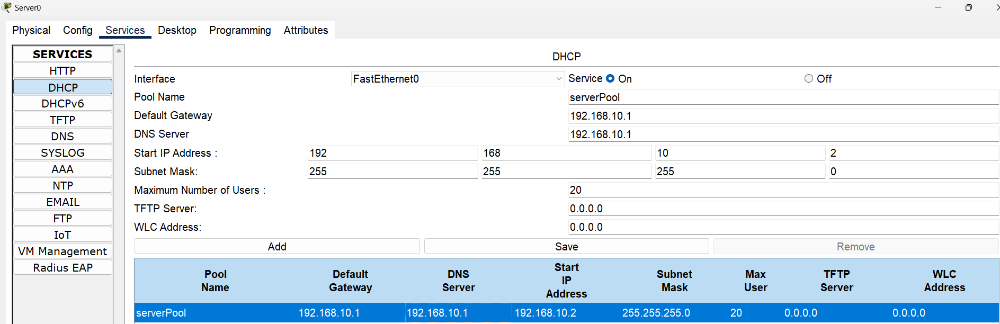 Server0
Physical Config Services Desktop Programming Attributes
SERVICES
HTTP
DHCP
DHCPv6
TFTP
DNS
SYSLOG
AAA
NTP
EMAIL
FTP
IoT
VM Management
Radius EAP
DHCP
Interface FastEthernet0 Service On Off
Pool Name serverPool
Default Gateway 192.168.10.1
DNS Server 192.168.10.1
Start IP Address : 192 168 10 2
Subnet Mask: 255 255 255 0
Maximum Number of Users : 20
TFTP Server: 0.0.0.0
WLC Address: 0.0.0.0
Add Save Remove
Pool Name Default Gateway DNS Server Start IP Address Subnet Mask Max User TFTP Server WLC Address
serverPool 192.168.10.1 192.168.10.1 192.168.10.2 255.255.255.0 20 0.0.0.0 0.0.0.0